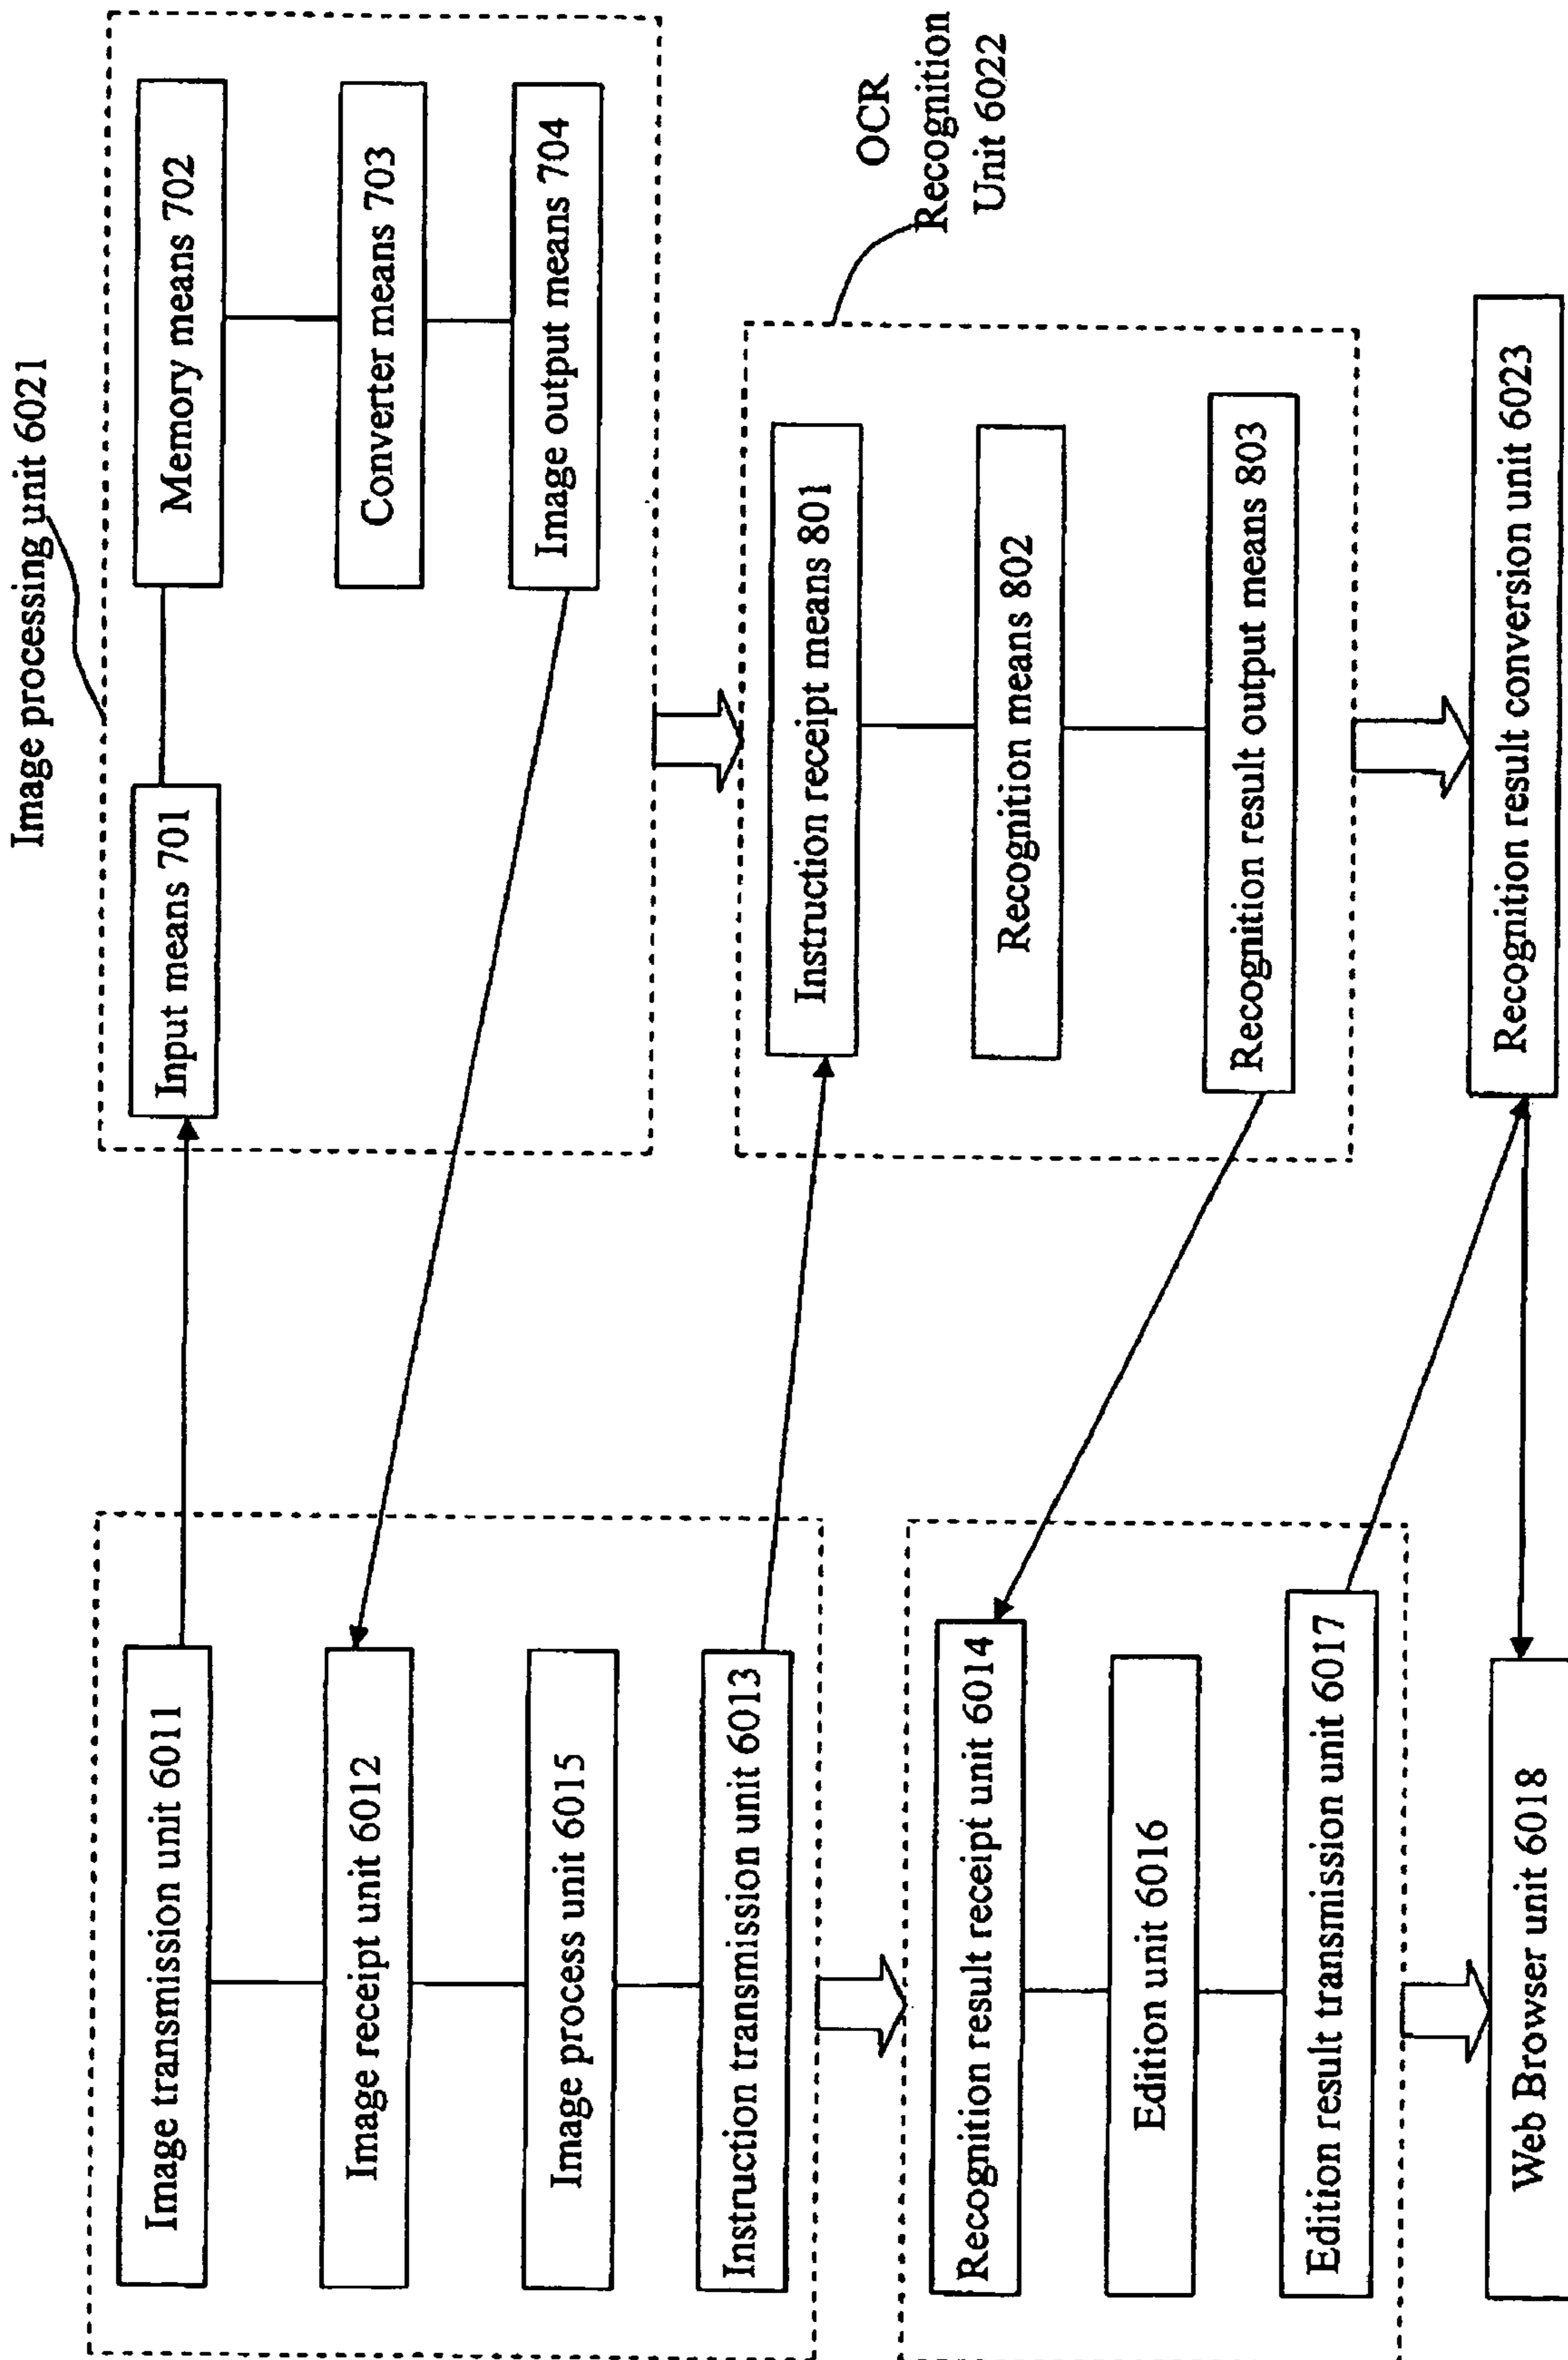 Image processing unit 6021
Input means 701
Memory means 702
Converter means 703
Image output means 704
OCR
Recognition
Unit 6022
Instruction receipt means 801
Recognition means 802
Recognition result output means 803
Recognition result conversion unit 6023
Image transmission unit 6011
Image receipt unit 6012
Image process unit 6015
Instruction transmission unit 6013
Recognition result receipt unit 6014
Edition unit 6016
Edition result transmission unit 6017
Web Browser unit 6018